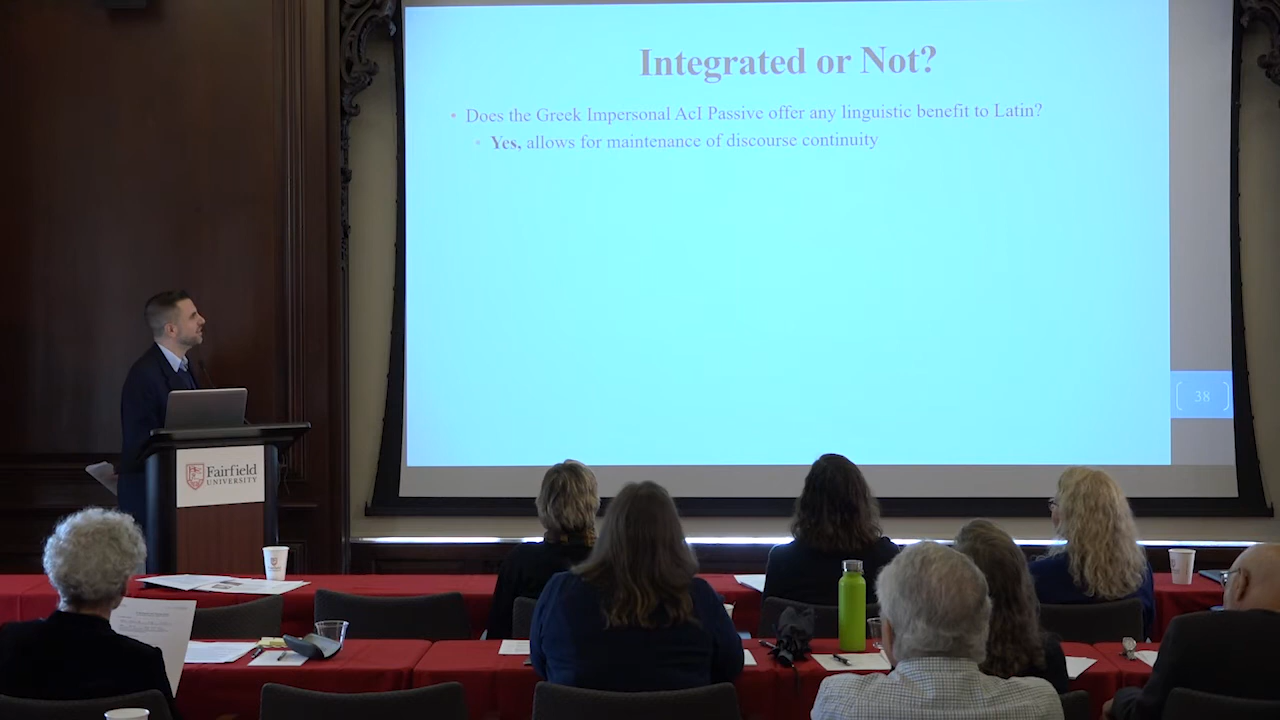 Integrated or Not?
• Does the Greek Impersonal AcI Passive offer any linguistic benefit to Latin?
• Yes, allows for maintenance of discourse continuity
38
Fairfield
UNIVERSITY